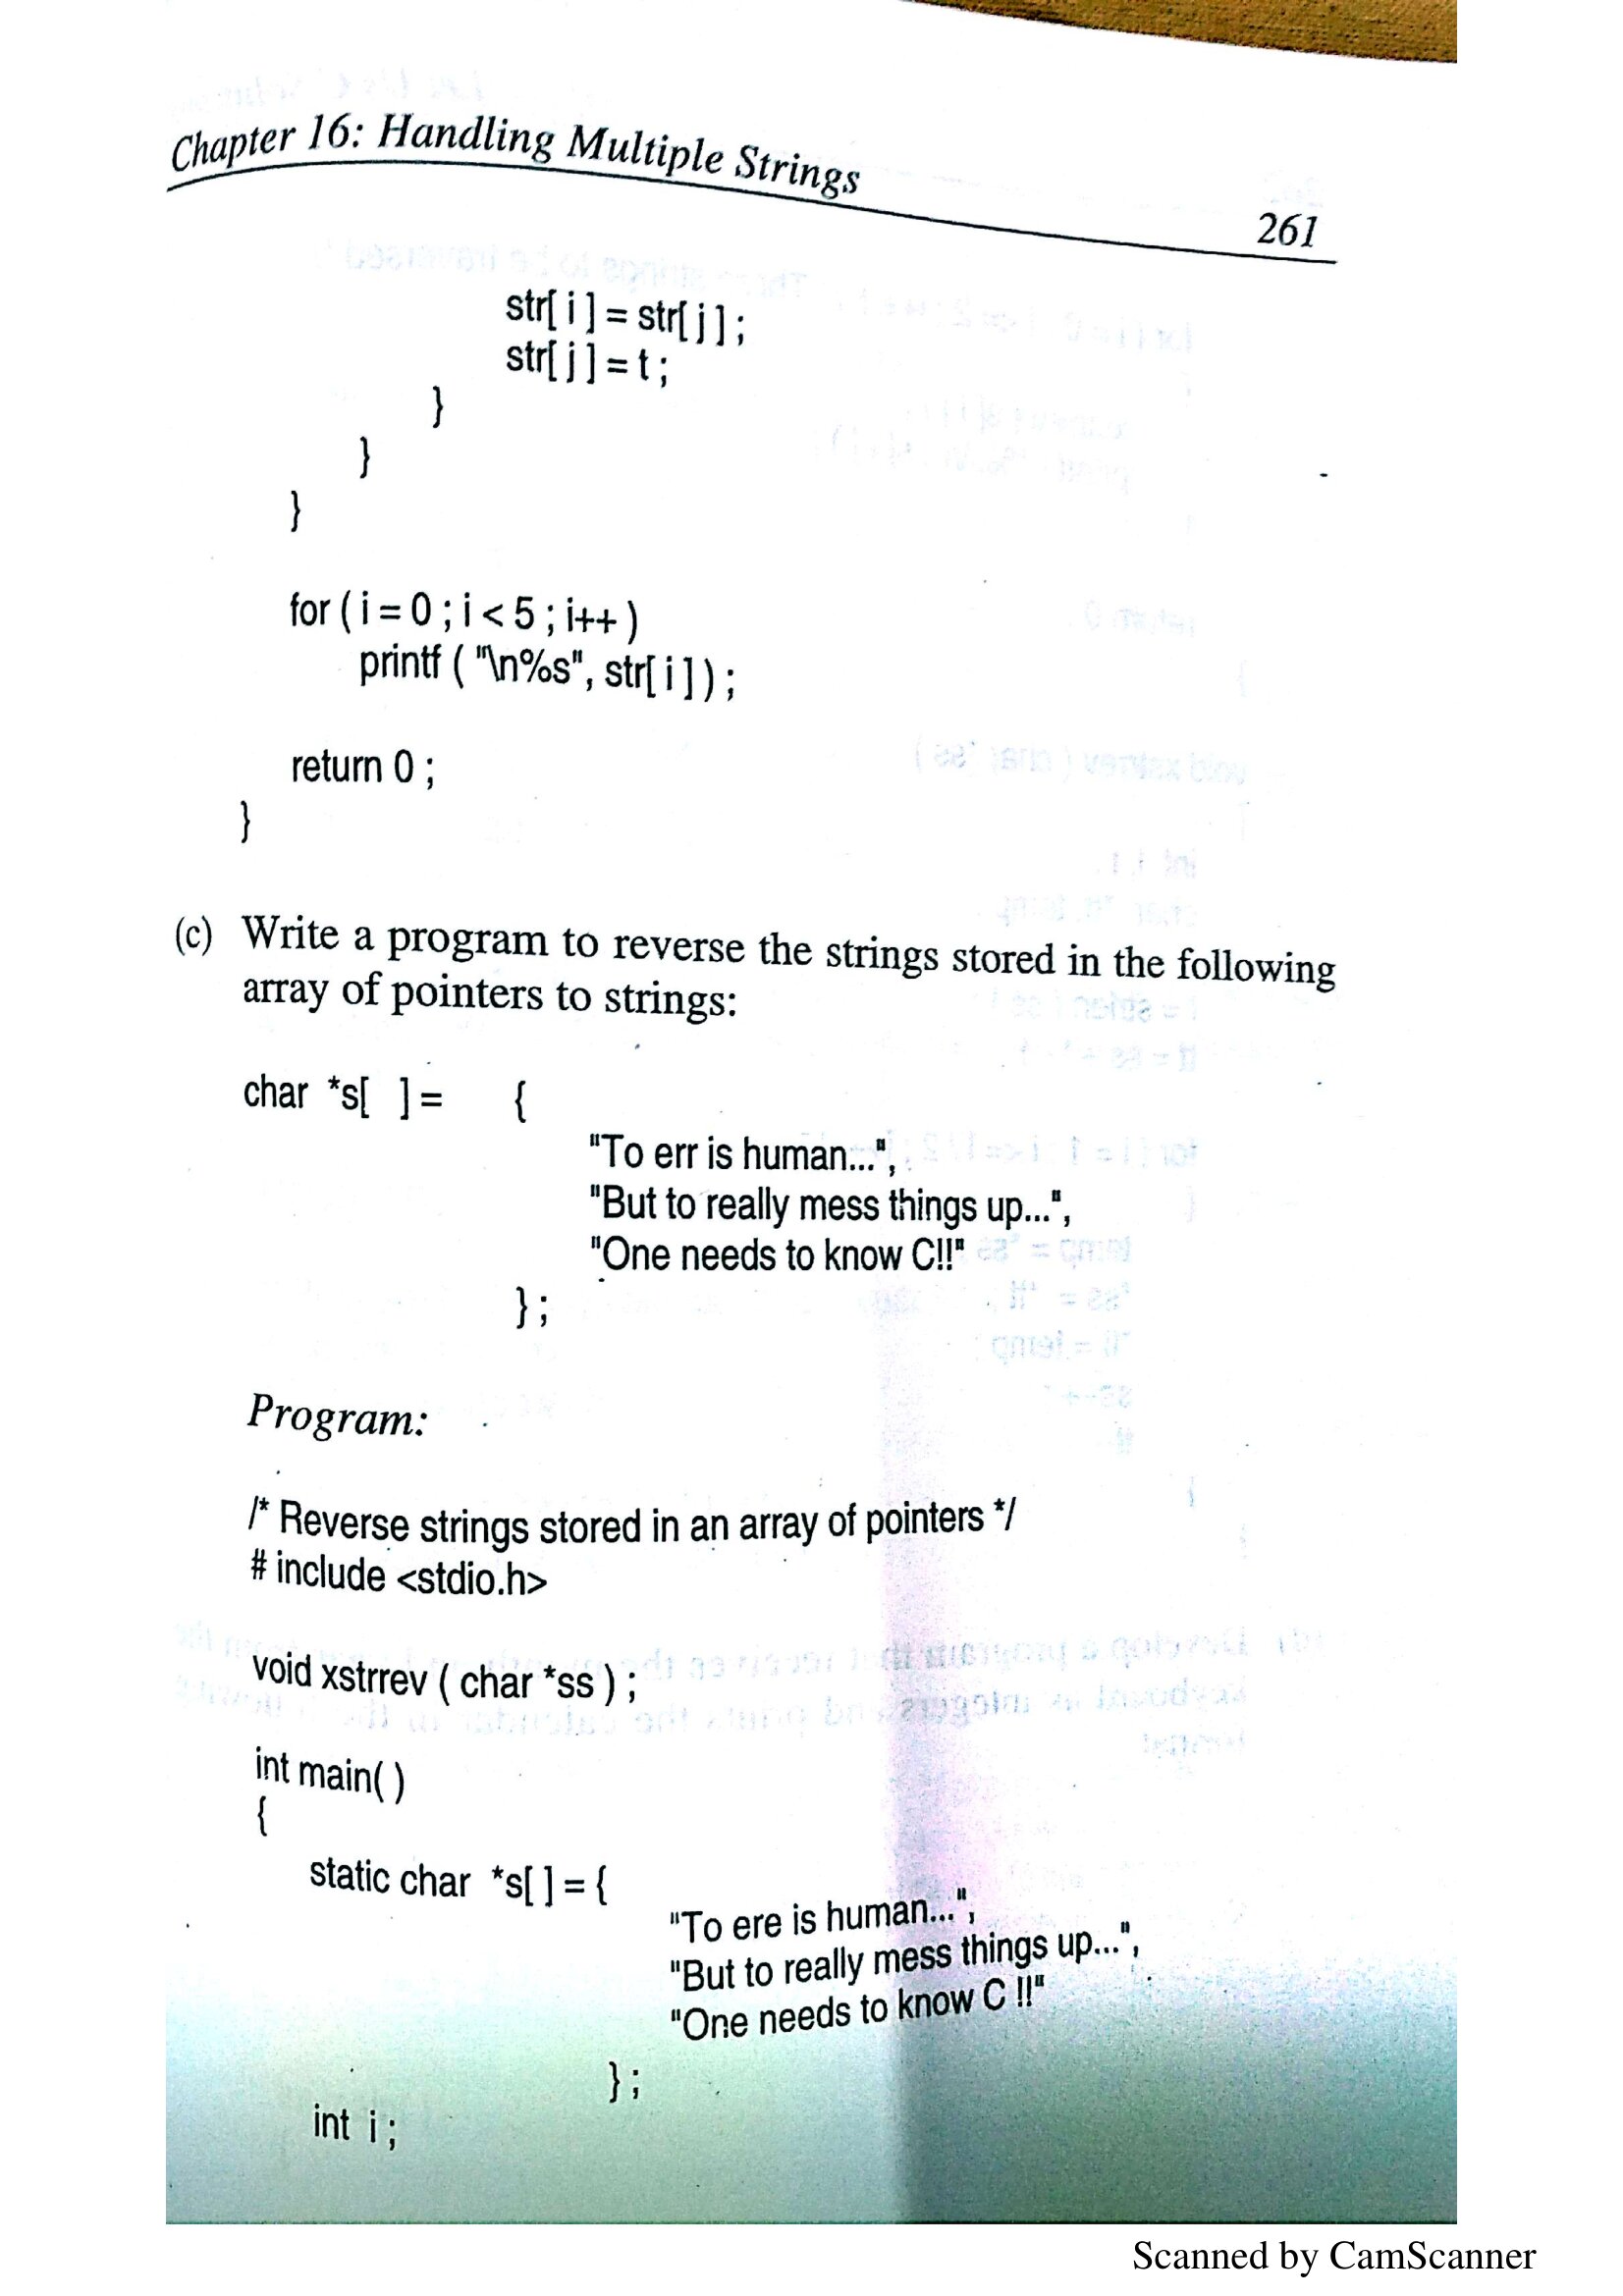 Chapter 16: Handling Multiple Strings
261
str[ i ] = str[ j ] ;
str[ j ] = t ;
}
}
}
for ( i = 0 ; i < 5 ; i++ )
printf ( "\n%s", str[ i ] ) ;
return 0 ;
}
(c) Write a program to reverse the strings stored in the following
array of pointers to strings:
char *s[ ] = {
"To err is human...",
"But to really mess things up...",
"One needs to know C!!"
} ;
Program:
/* Reverse strings stored in an array of pointers */
# include <stdio.h>
void xstrrev ( char *ss ) ;
int main( )
{
static char *s[ ] = {
"To ere is human...",
"But to really mess things up...",
"One needs to know C !!"
} ;
int i ;
Scanned by CamScanner